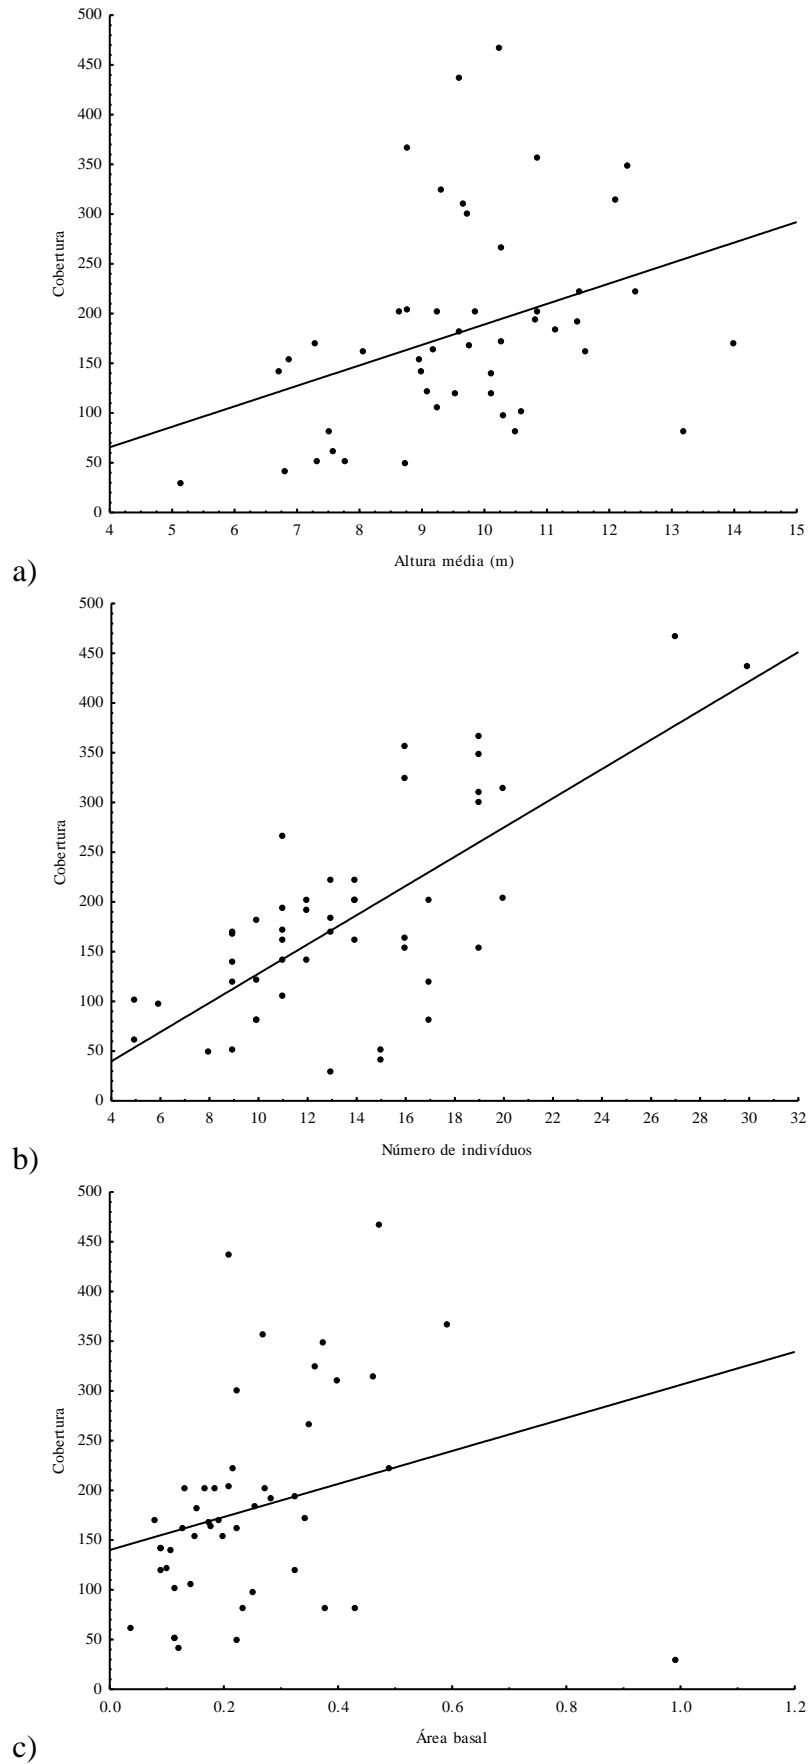 500
450
400
350
300
250
200
150
100
50
0
Cobertura
4 5 6 7 8 9 10 11 12 13 14 15
Altura média (m)
a)
500
450
400
350
300
250
200
150
100
50
0
Cobertura
4 6 8 10 12 14 16 18 20 22 24 26 28 30 32
Número de indivíduos
b)
500
450
400
350
300
250
200
150
100
50
0
Cobertura
0.0 0.2 0.4 0.6 0.8 1.0 1.2
Área basal
c)